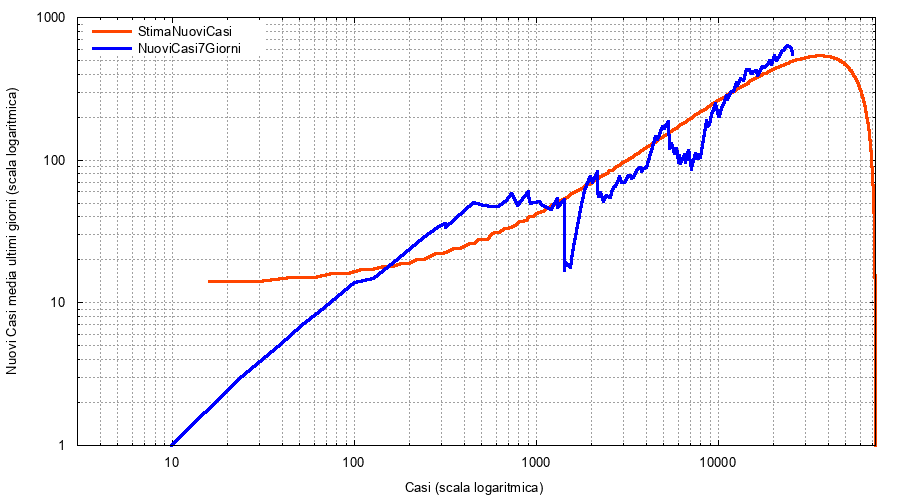 1000
StimaNuoviCasi
NuoviCasi7Giorni
100
10
1
Nuovi Casi media ultimi giorni (scala logaritmica)
10 100 1000 10000
Casi (scala logaritmica)